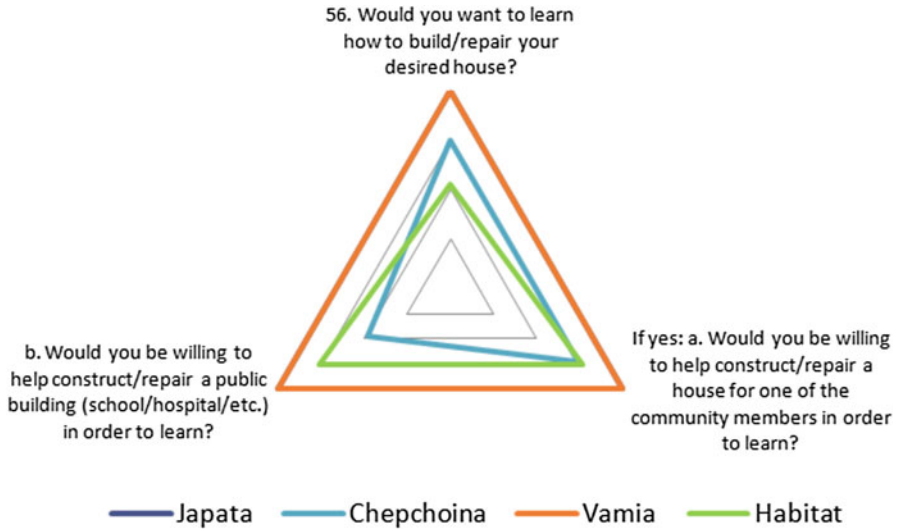 56. Would you want to learn
how to build/repair your
desired house?
b. Would you be willing to
help construct/repair a public
building (school/hospital/etc.)
in order to learn?
If yes: a. Would you be willing
to help construct/repair a
house for one of the
community members in order
to learn?
Japata Chepchoina Vamia Habitat